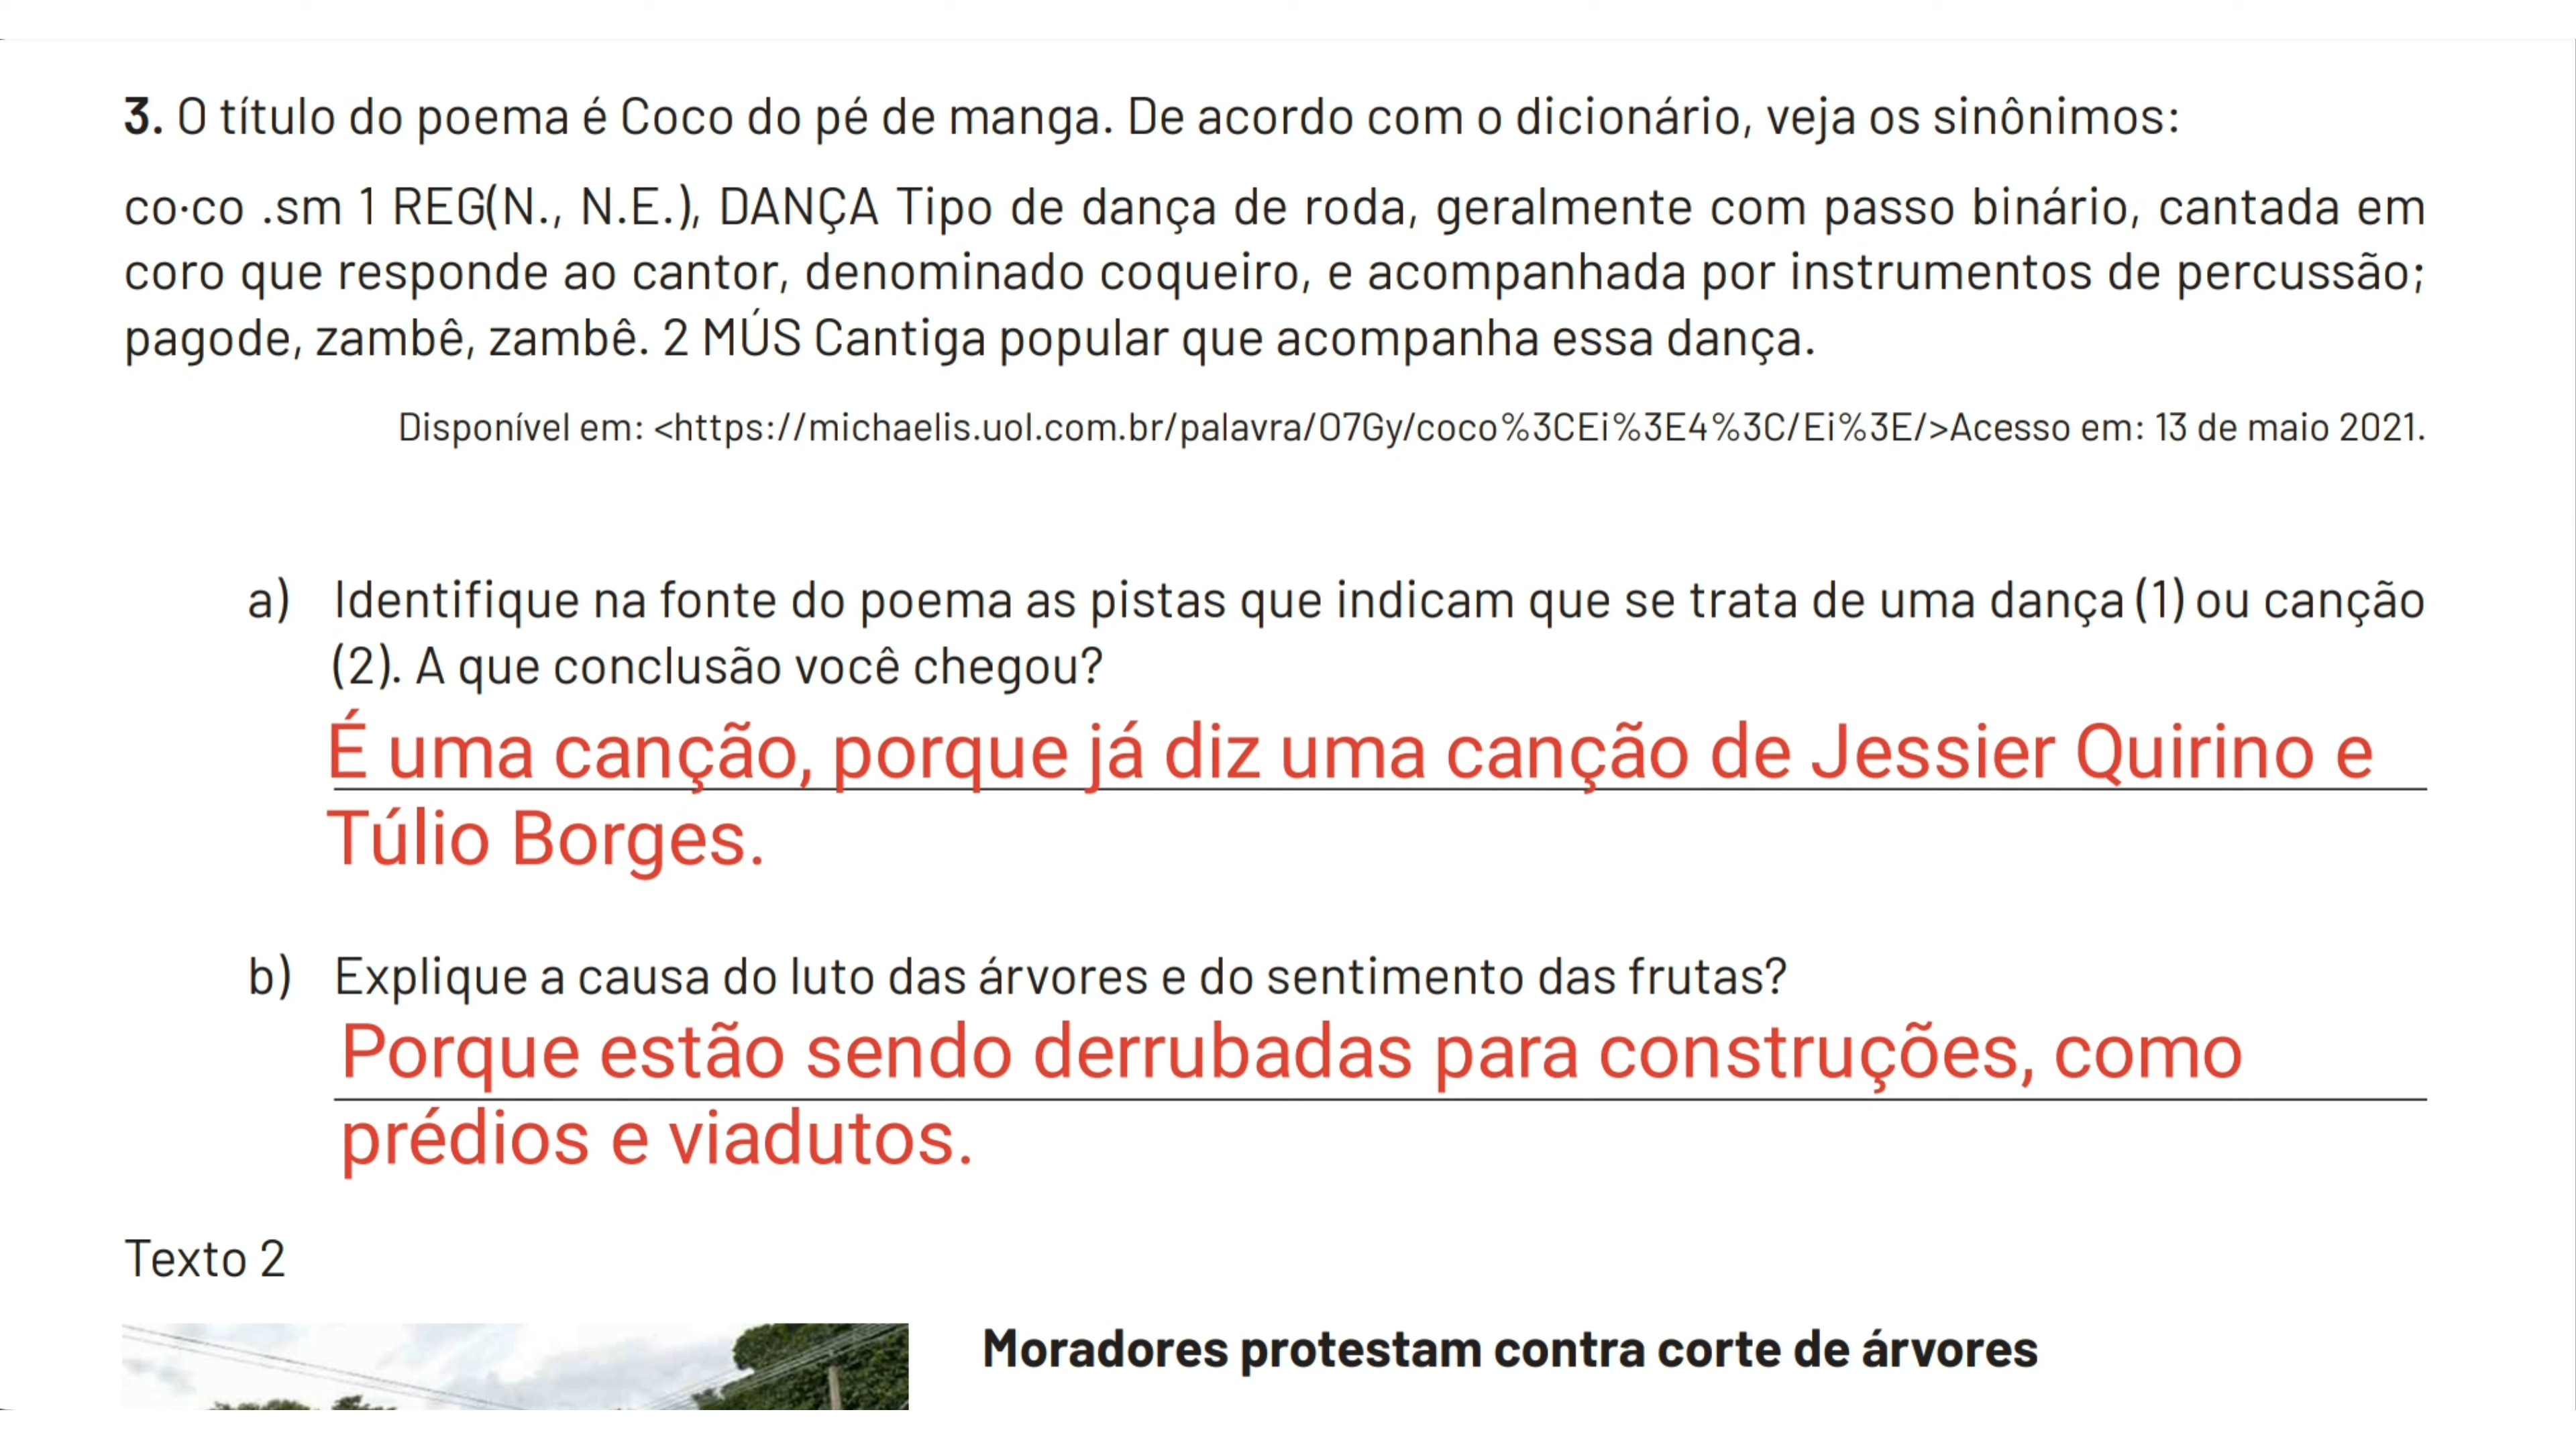 3. O título do poema é Coco do pé de manga. De acordo com o dicionário, veja os sinônimos:
co·co .sm 1 REG(N., N.E.), DANÇA Tipo de dança de roda, geralmente com passo binário, cantada em
coro que responde ao cantor, denominado coqueiro, e acompanhada por instrumentos de percussão;
pagode, zambê, zambê. 2 MÚS Cantiga popular que acompanha essa dança.
Disponível em: <https://michaelis.uol.com.br/palavra/07Gy/coco%3CEi%3E4%3C/Ei%3E/>Acesso em: 13 de maio 2021.
a) Identifique na fonte do poema as pistas que indicam que se trata de uma dança (1) ou canção
(2). A que conclusão você chegou?
É uma canção, porque já diz uma canção de Jessier Quirino e
Túlio Borges.
b) Explique a causa do luto das árvores e do sentimento das frutas?
Porque estão sendo derrubadas para construções, como
prédios e viadutos.
Texto 2
Moradores protestam contra corte de árvores